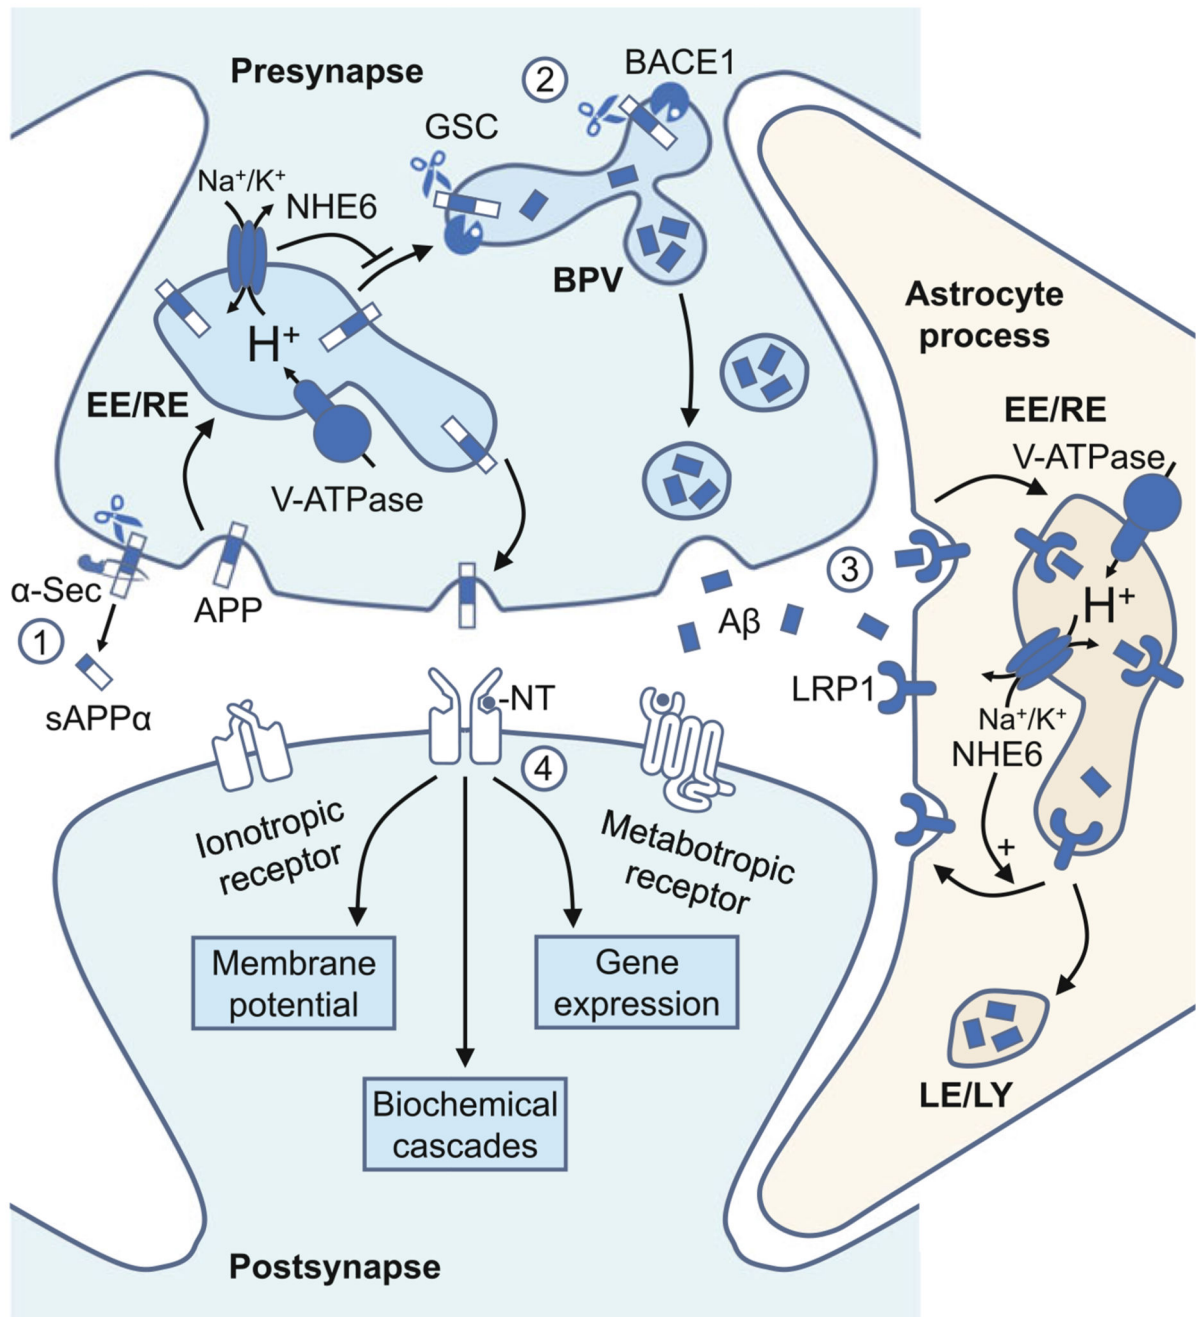 Presynapse
2
BACE1
GSC
Na⁺/K⁺
NHE6
BPV
H⁺
EE/RE
V-ATPase
α-Sec
APP
1
sAPPα
Aβ
3
LRP1
Astrocyte
process
EE/RE
V-ATPase
H⁺
Na⁺/K⁺
NHE6
+
LE/LY
-NT
4
Ionotropic
receptor
Metabotropic
receptor
Membrane
potential
Gene
expression
Biochemical
cascades
Postsynapse